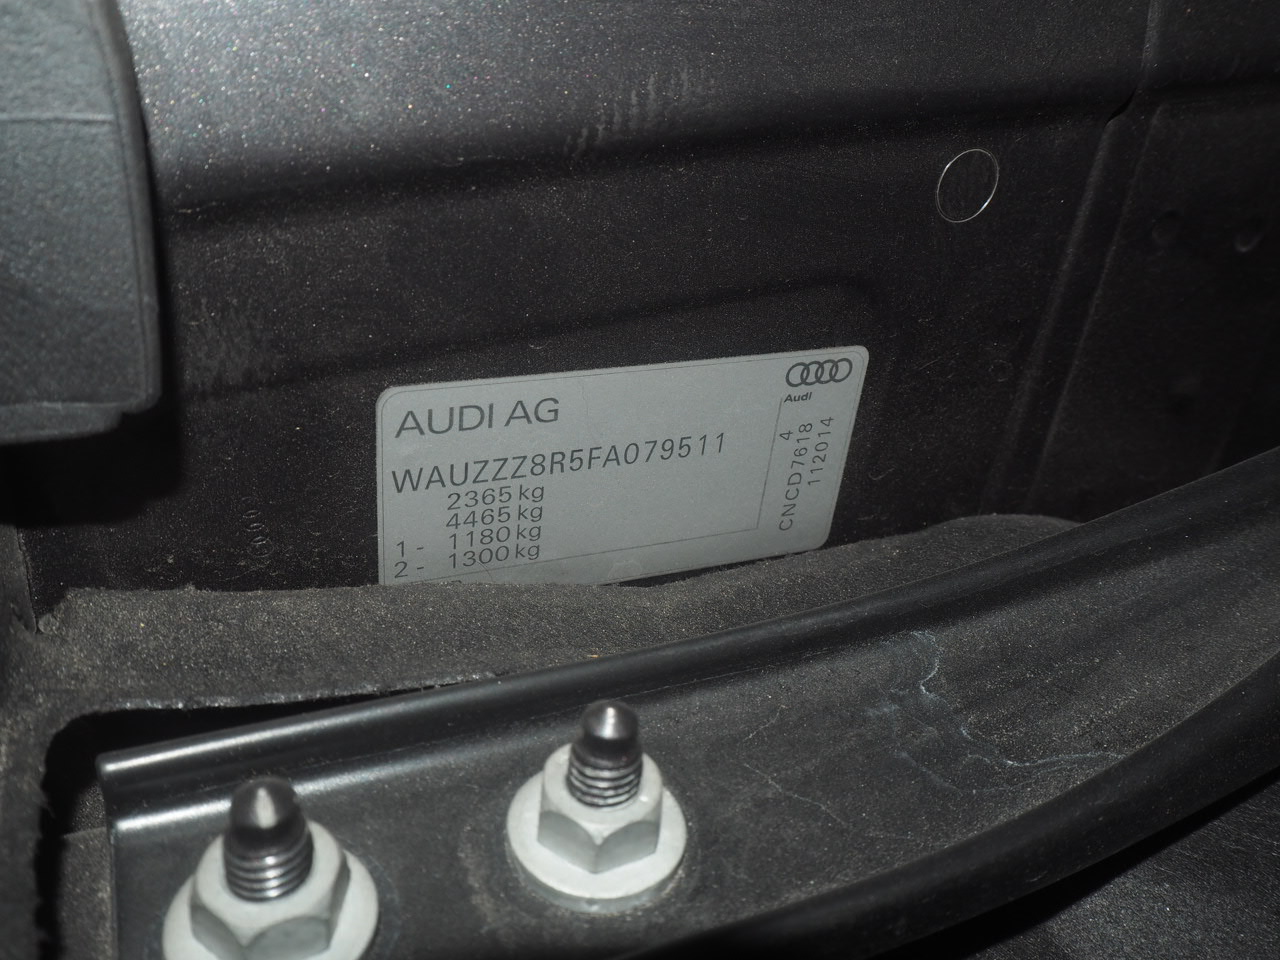 AUDI AG
WAUZZZ8R5FA079511
2365 kg
4465 kg
1 - 1180 kg
2 - 1300 kg
Audi
4
CNCD7618
112014